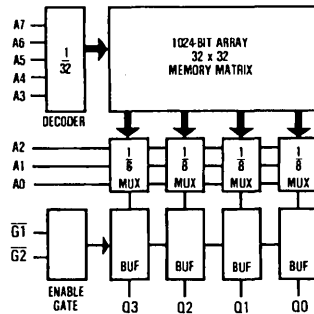 A7
A6
A5
A4
A3
1
32
DECODER
1024-BIT ARRAY
32 x 32
MEMORY MATRIX
A2
A1
A0
1
6
MUX
1
8
MUX
1
8
MUX
1
8
MUX
G1
G2
ENABLE
GATE
BUF
BUF
BUF
BUF
Q3
Q2
Q1
Q0